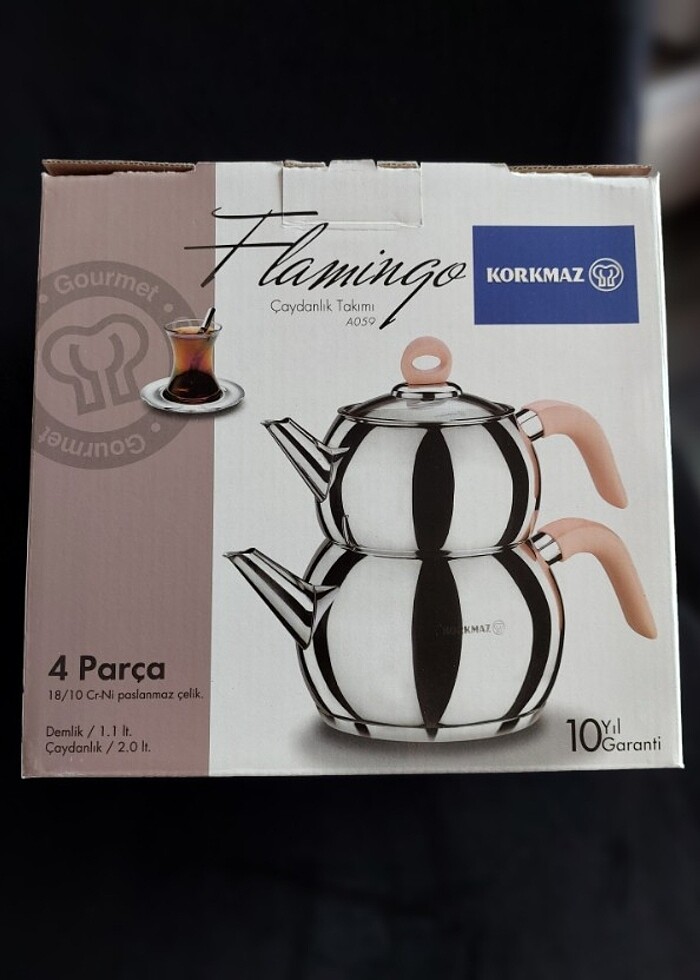 Flamingo
Çaydanlık Takımı
A059
KORKMAZ
Gourmet
Gourmet
KORKMAZ
4 Parça
18/10 Cr-Ni paslanmaz çelik.
Demlik / 1.1 lt.
Çaydanlık / 2.0 lt.
10 Yıl
Garanti